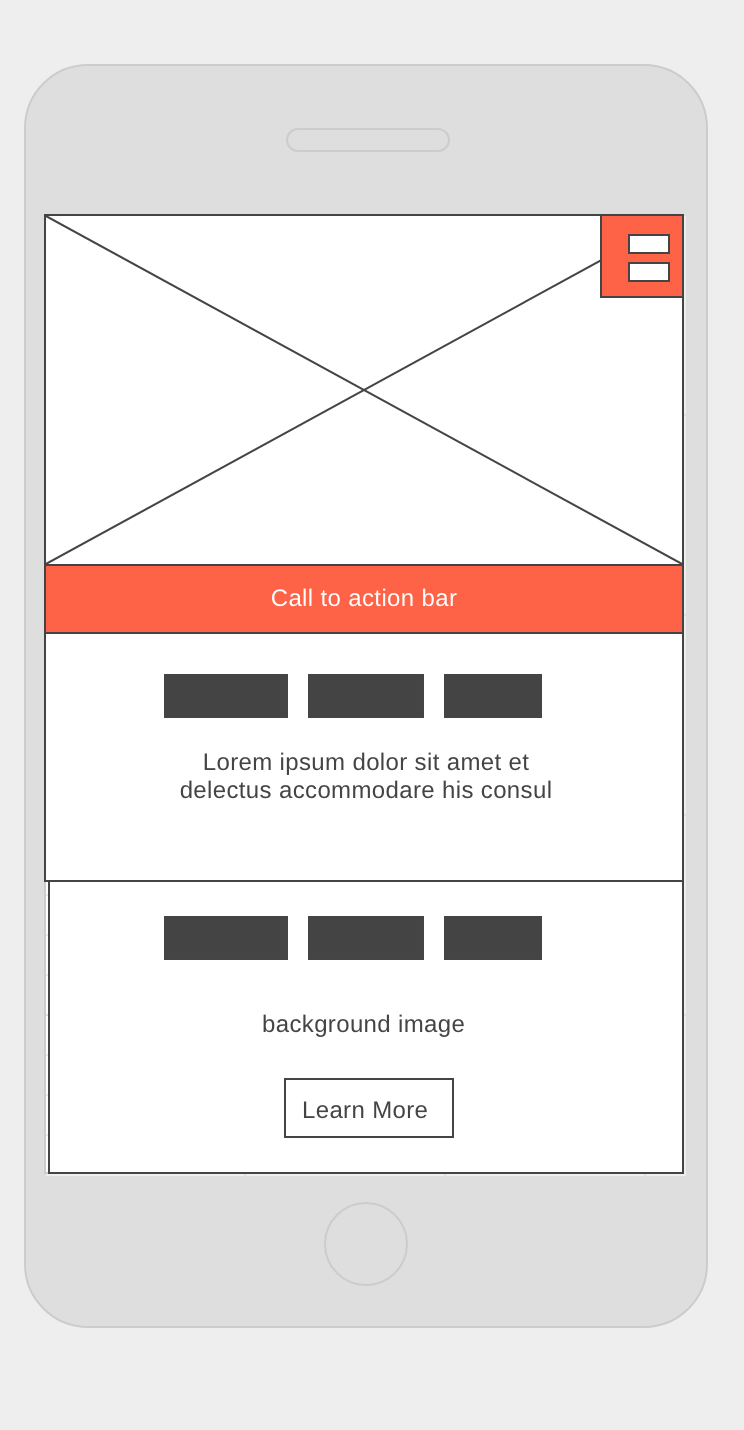 Call to action bar
Lorem ipsum dolor sit amet et
delectus accommodare his consul
background image
Learn More